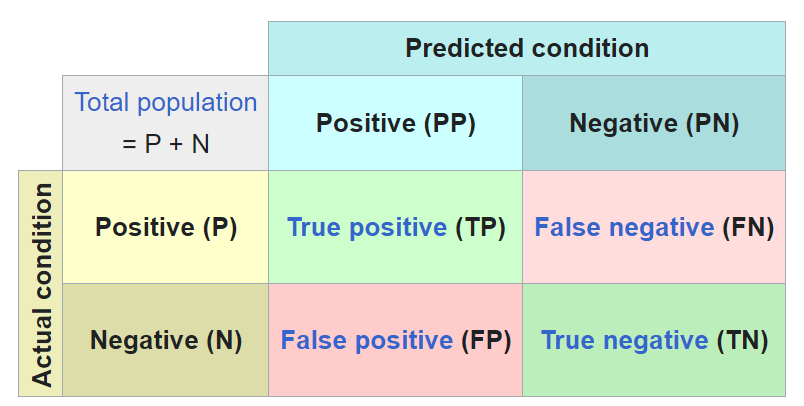 Predicted condition
Total population
= P + N
Positive (PP)
Negative (PN)
Actual condition
Positive (P)
True positive (TP)
False negative (FN)
Negative (N)
False positive (FP)
True negative (TN)